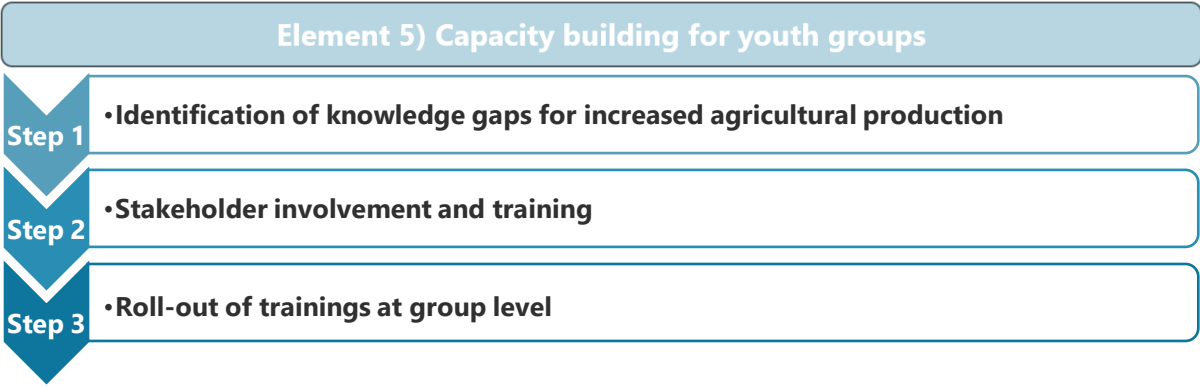 Element 5) Capacity building for youth groups
Step 1
•Identification of knowledge gaps for increased agricultural production
Step 2
•Stakeholder involvement and training
Step 3
•Roll-out of trainings at group level